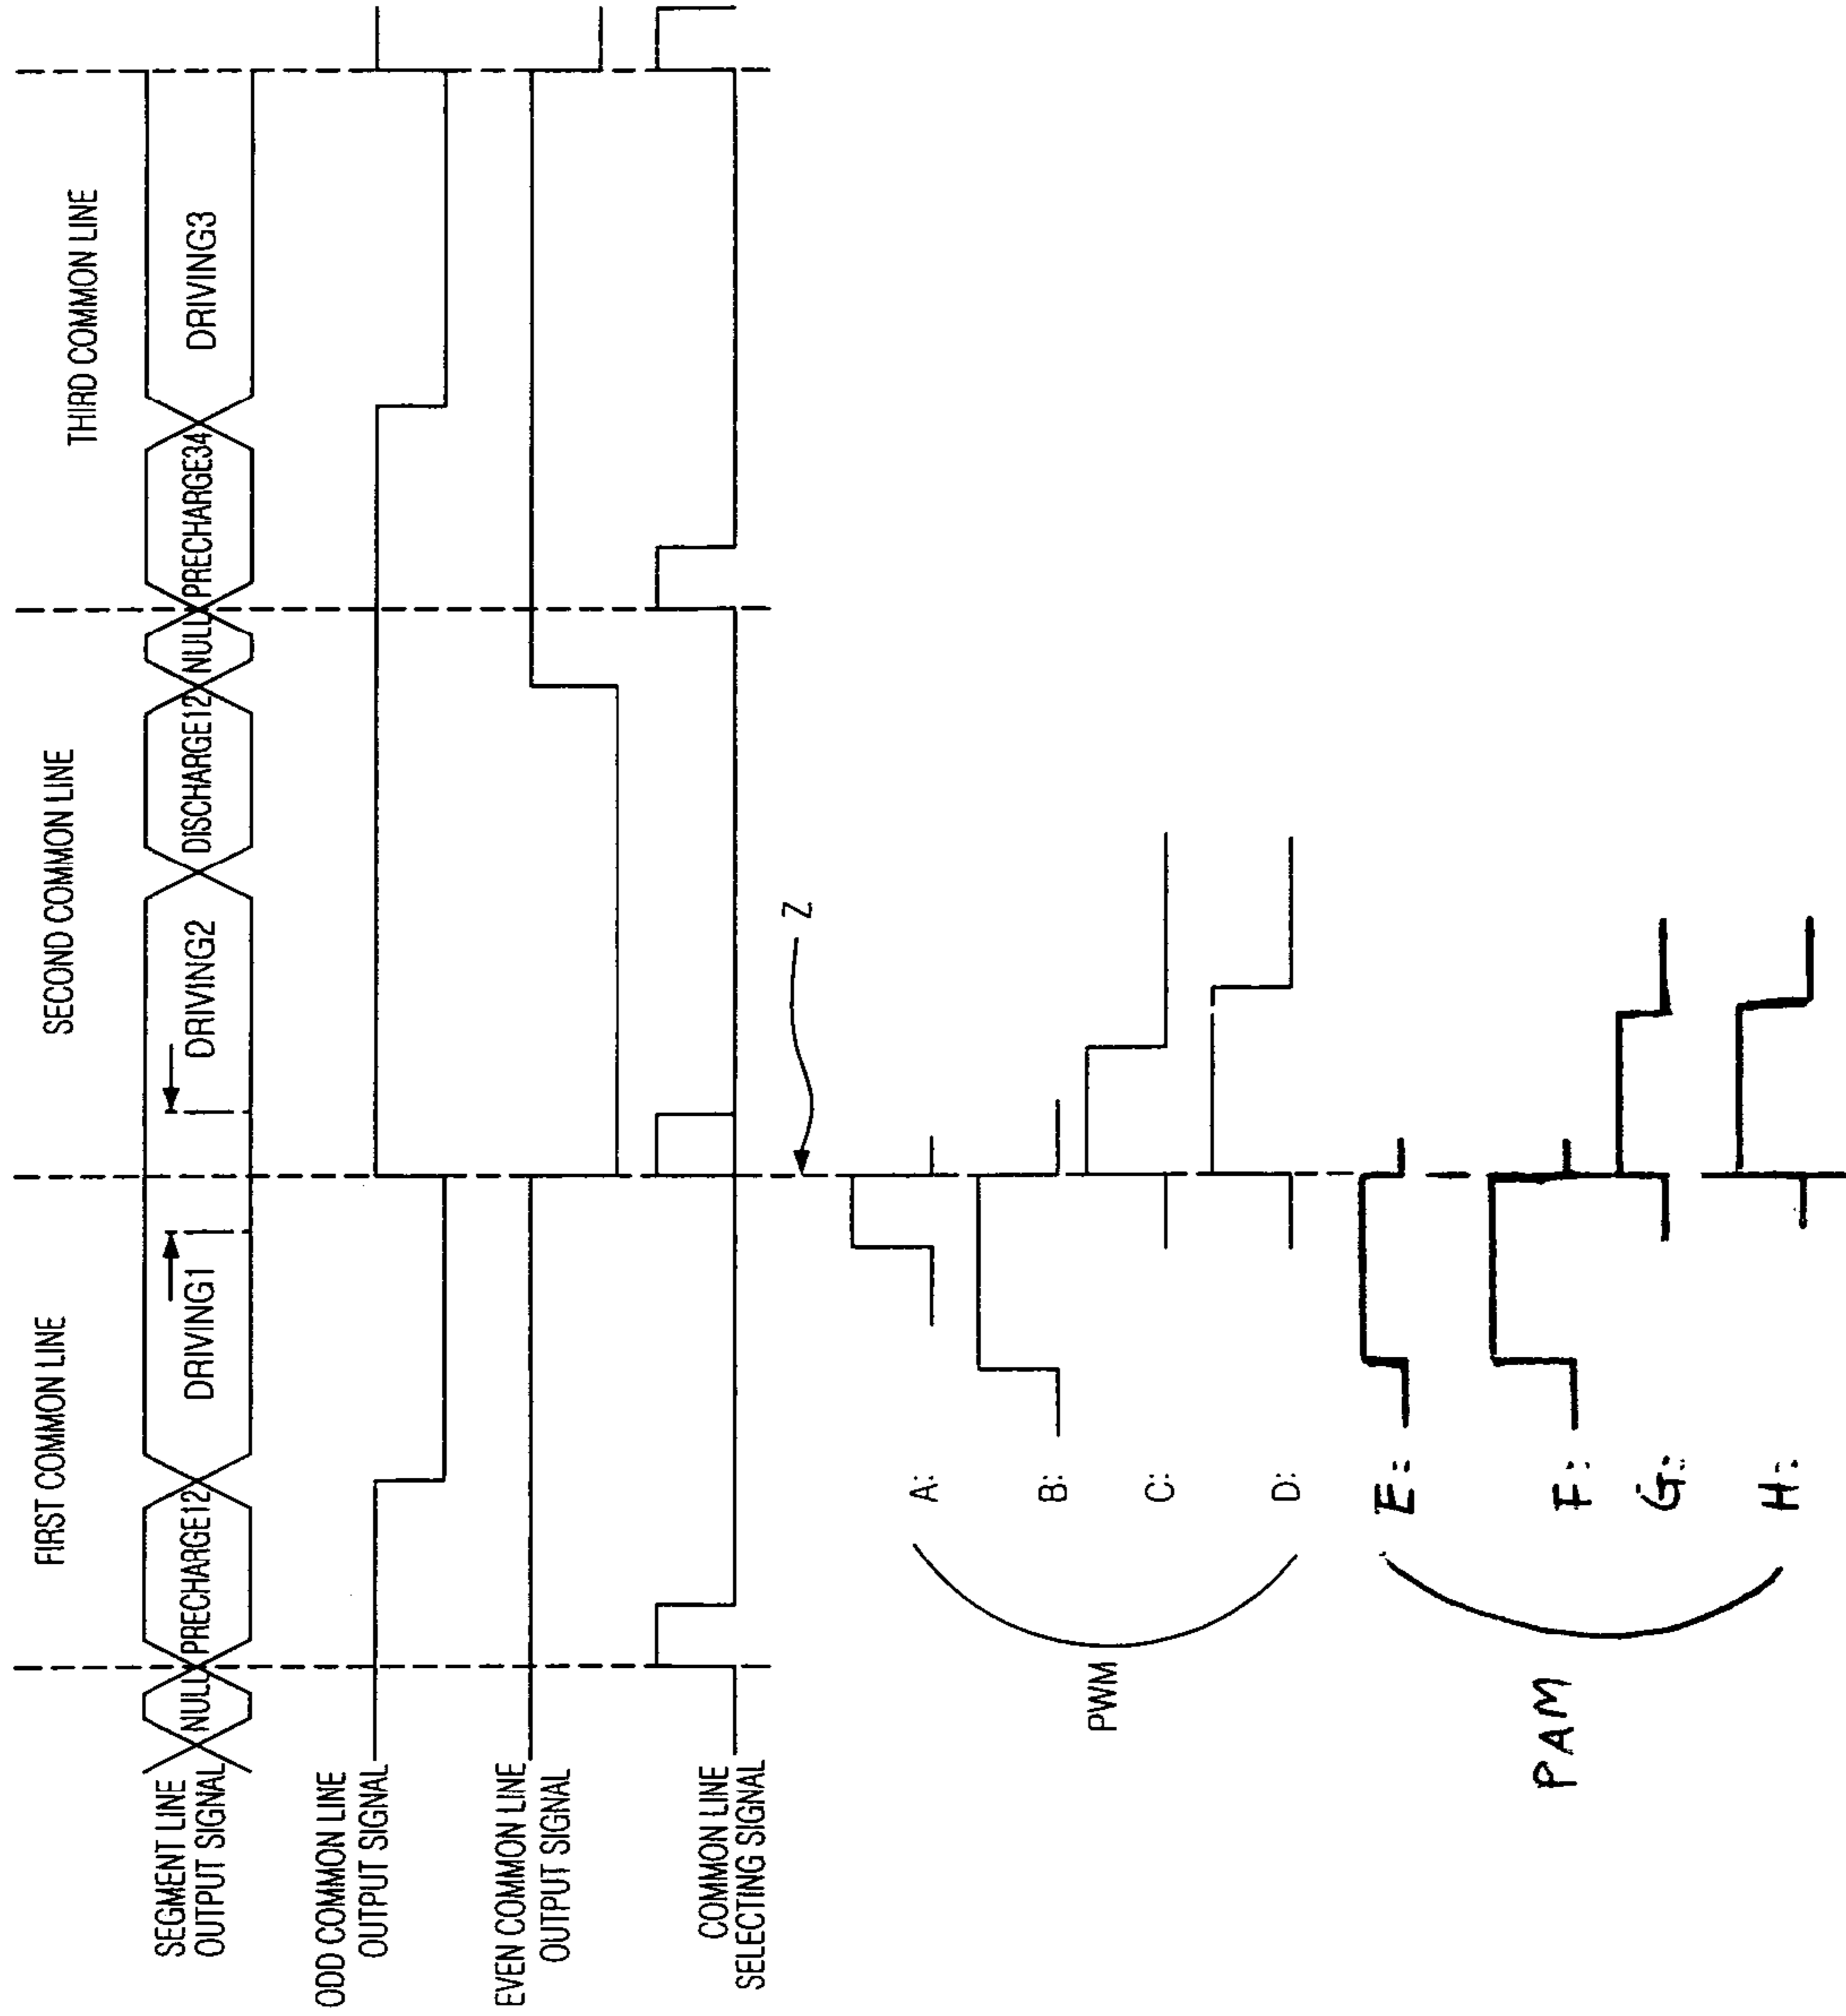 FIRST COMMON LINE
SECOND COMMON LINE
THIRD COMMON LINE
SEGMENT LINE
OUTPUT SIGNAL
NULL
PRECHARGE12
DRIVING1
DRIVING2
DISCHARGE12
NULL
PRECHARGE34
DRIVING3
ODD COMMON LINE
OUTPUT SIGNAL
EVEN COMMON LINE
OUTPUT SIGNAL
COMMON LINE
SELECTING SIGNAL
Z
PWM
A:
B:
C:
D:
PAM
E:
F:
G:
H: